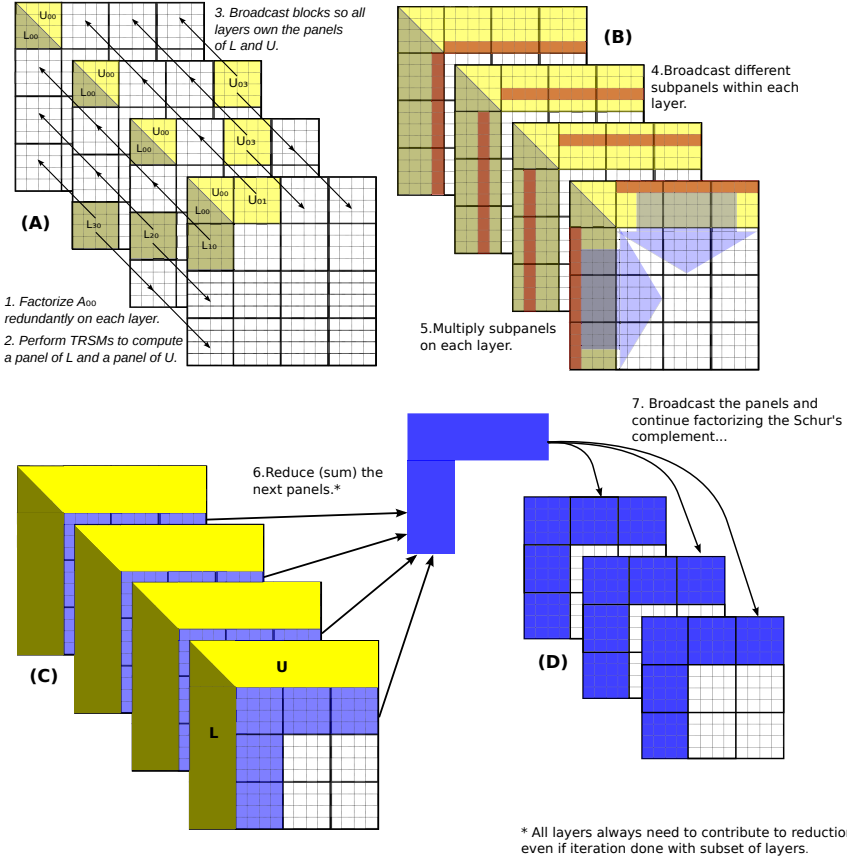 3. Broadcast blocks so all
layers own the panels
of L and U.
(A)
U₀₀
L₀₀
U₀₀
L₀₀
U₀₃
U₀₀
L₀₀
U₀₃
U₀₀
L₀₀
U₀₁
L₃₀
L₂₀
L₁₀
1. Factorize A₀₀
redundantly on each layer.
2. Perform TRSMs to compute
a panel of L and a panel of U.
(B)
4.Broadcast different
subpanels within each
layer.
5.Multiply subpanels
on each layer.
6.Reduce (sum) the
next panels.*
(C)
U
L
7. Broadcast the panels and
continue factorizing the Schur's
complement...
(D)
* All layers always need to contribute to reduction
even if iteration done with subset of layers.